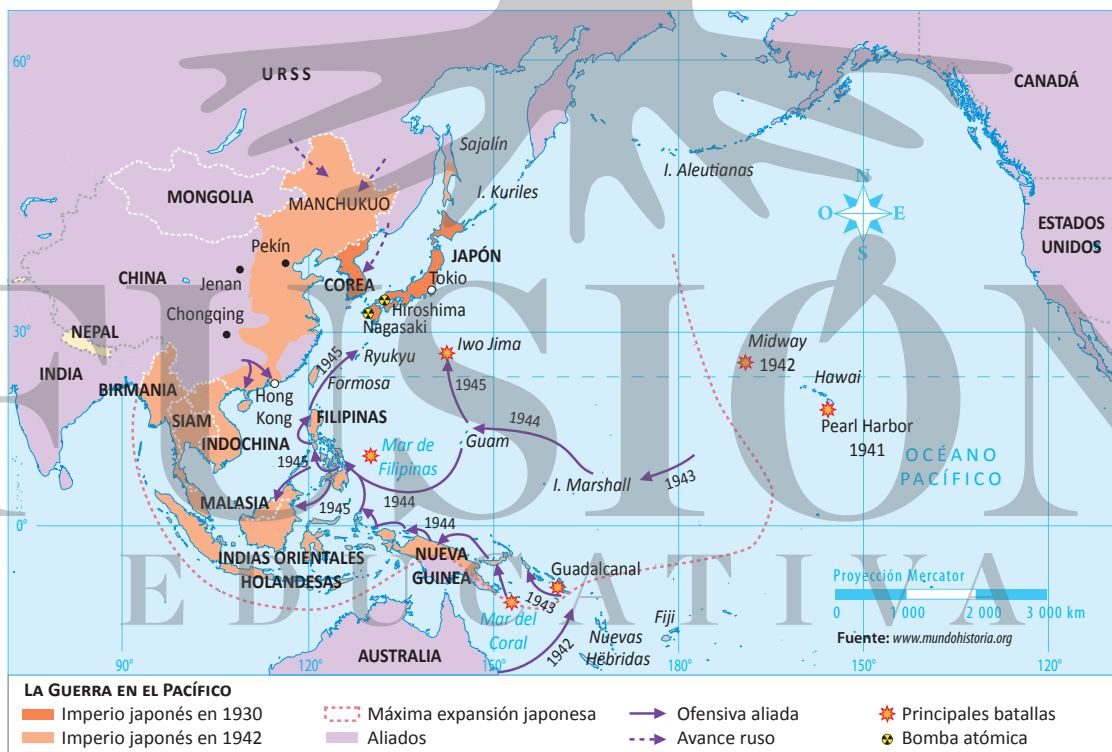 60°
URSS
CANADÁ
Sajalín
I. Aleutianas
I. Kuriles
MONGOLIA
MANCHUKUO
N
O
E
S
ESTADOS
UNIDOS
Pekín
JAPÓN
CHINA
Jenan
COREA
Tokio
Chongqing
Hiroshima
Nagasaki
30°
NEPAL
1945
Ryukyu
Iwo Jima
Midway
1942
INDIA
Formosa
1945
Hawai
BIRMANIA
Hong
Kong
FILIPINAS
1944
SIAM
INDOCHINA
Guam
Pearl Harbor
1941
Mar de
Filipinas
OCÉANO
PACÍFICO
1945
I. Marshall
1943
MALASIA
1945
1944
1944
0°
INDIAS ORIENTALES
HOLANDESAS
NUEVA
GUINEA
Guadalcanal
1943
Mar del
Coral
Fiji
Nuevas
Hëbridas
1942
AUSTRALIA
Proyección Mercator
0 1 000 2 000 3 000 km
Fuente: www.mundohistoria.org
90°
120°
150°
180°
150°
120°
FUSIÓN
EDUCATIVA
LA GUERRA EN EL PACÍFICO
Imperio japonés en 1930
Máxima expansión japonesa
Ofensiva aliada
Principales batallas
Imperio japonés en 1942
Aliados
Avance ruso
Bomba atómica